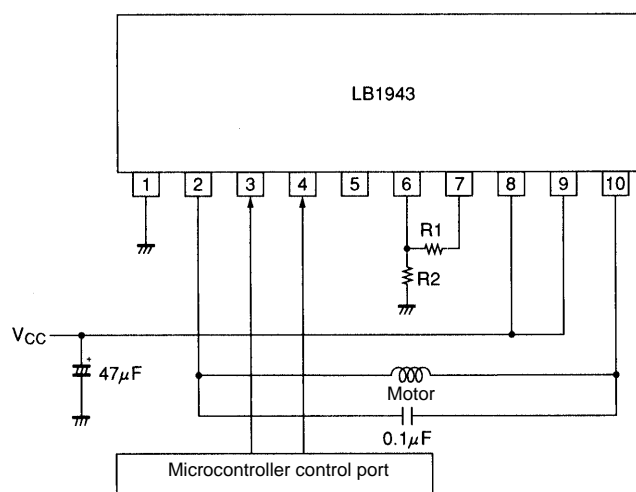 LB1943
1 2 3 4 5 6 7 8 9 10
R1
R2
VCC
+
47μF
Motor
0.1μF
Microcontroller control port